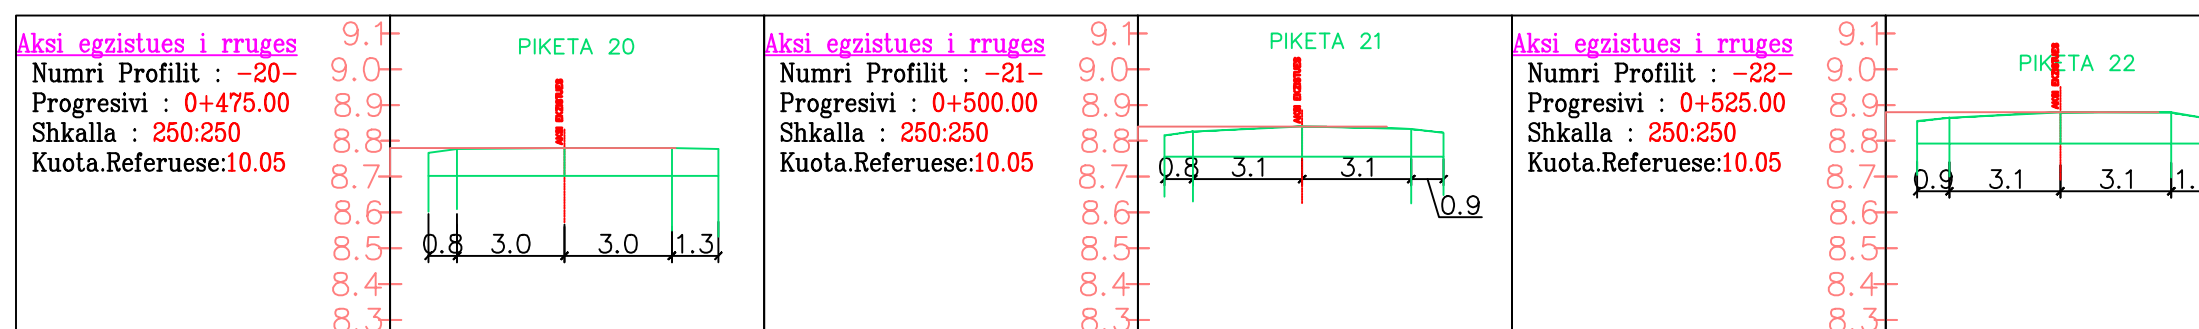 Aksi egzistues i rruges
Numri Profilit : -20-
Progresivi : 0+475.00
Shkalla : 250:250
Kuota.Referuese:10.05
9.1
9.0
8.9
8.8
8.7
8.6
8.5
8.4
8.3
PIKETA 20
0.8 3.0 3.0 1.3
Aksi egzistues i rruges
Numri Profilit : -21-
Progresivi : 0+500.00
Shkalla : 250:250
Kuota.Referuese:10.05
9.1
9.0
8.9
8.8
8.7
8.6
8.5
8.4
8.3
PIKETA 21
0.8 3.1 3.1
0.9
Aksi egzistues i rruges
Numri Profilit : -22-
Progresivi : 0+525.00
Shkalla : 250:250
Kuota.Referuese:10.05
9.1
9.0
8.9
8.8
8.7
8.6
8.5
8.4
8.3
PIKETA 22
0.9 3.1 3.1 1.